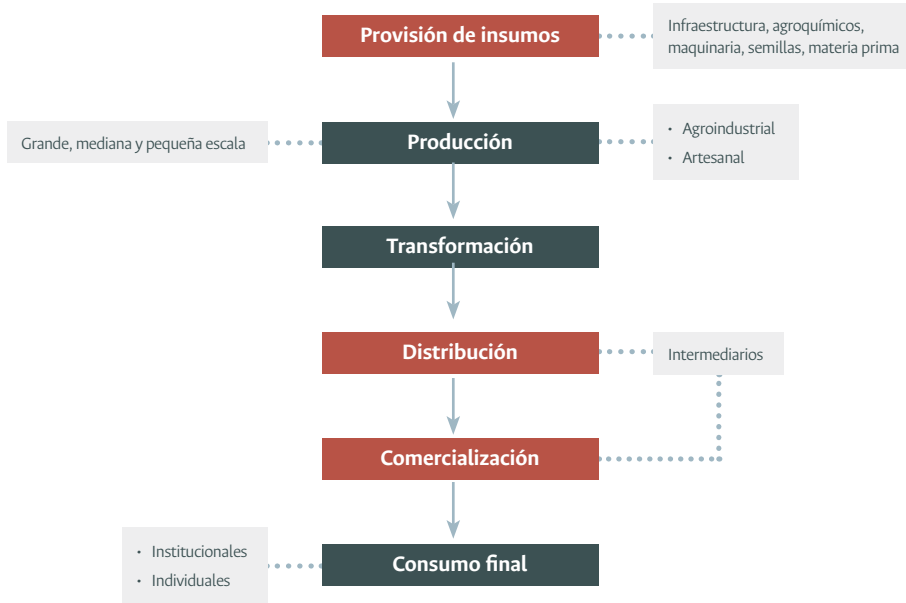 Provisión de insumos
Infraestructura, agroquímicos,
maquinaria, semillas, materia prima
Grande, mediana y pequeña escala
Producción
• Agroindustrial
• Artesanal
Transformación
Distribución
Intermediarios
Comercialización
• Institucionales
• Individuales
Consumo final